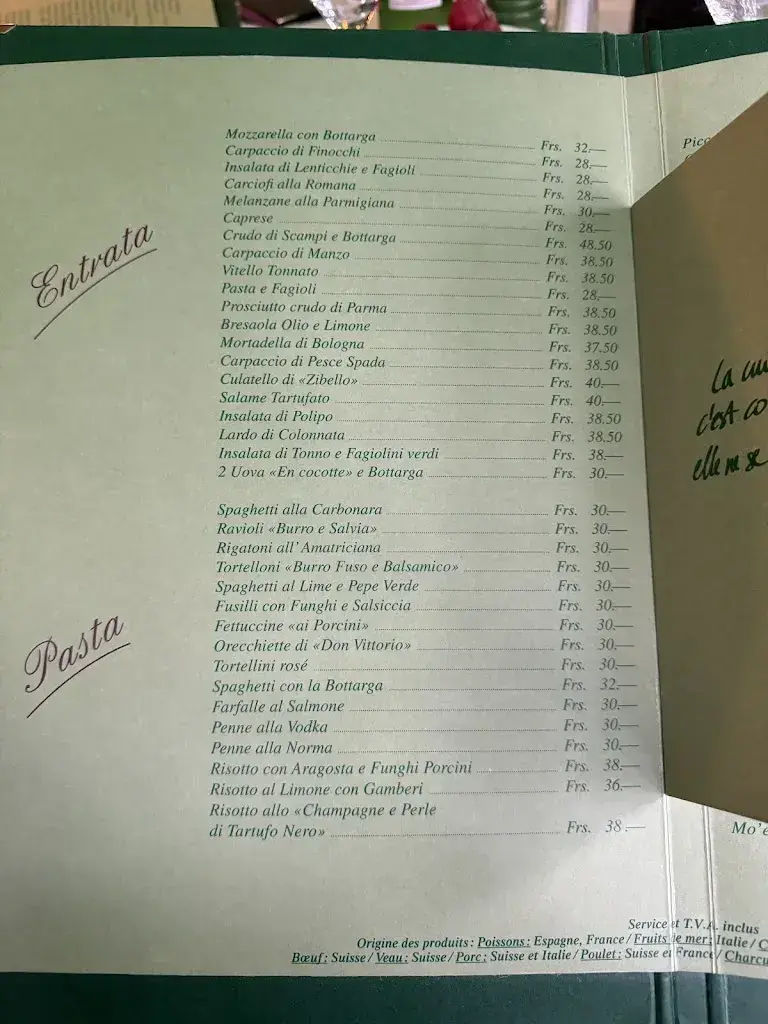 Entrata
Mozzarella con Bottarga Frs. 32.—
Carpaccio di Finocchi Frs. 28.—
Insalata di Lenticchie e Fagioli Frs. 28.—
Carciofi alla Romana Frs. 28.—
Melanzane alla Parmigiana Frs. 30.—
Caprese Frs. 28.—
Crudo di Scampi e Bottarga Frs. 48.50
Carpaccio di Manzo Frs. 38.50
Vitello Tonnato Frs. 38.50
Pasta e Fagioli Frs. 28.—
Prosciutto crudo di Parma Frs. 38.50
Bresaola Olio e Limone Frs. 38.50
Mortadella di Bologna Frs. 37.50
Carpaccio di Pesce Spada Frs. 38.50
Culatello di «Zibello» Frs. 40.—
Salame Tartufato Frs. 40.—
Insalata di Polipo Frs. 38.50
Lardo di Colonnata Frs. 38.50
Insalata di Tonno e Fagiolini verdi Frs. 38.—
2 Uova «En cocotte» e Bottarga Frs. 30.—
Pasta
Spaghetti alla Carbonara Frs. 30.—
Ravioli «Burro e Salvia» Frs. 30.—
Rigatoni all'Amatriciana Frs. 30.—
Tortelloni «Burro Fuso e Balsamico» Frs. 30.—
Spaghetti al Lime e Pepe Verde Frs. 30.—
Fusilli con Funghi e Salsiccia Frs. 30.—
Fettuccine «ai Porcini» Frs. 30.—
Orecchiette di «Don Vittorio» Frs. 30.—
Tortellini rosé Frs. 30.—
Spaghetti con la Bottarga Frs. 32.—
Farfalle al Salmone Frs. 30.—
Penne alla Vodka Frs. 30.—
Penne alla Norma Frs. 30.—
Risotto con Aragosta e Funghi Porcini Frs. 38.—
Risotto al Limone con Gamberi Frs. 36.—
Risotto allo «Champagne e Perle
di Tartufo Nero» Frs. 38.—
Service et T.V.A. inclus
Origine des produits: Poissons: Espagne, France / Fruits de mer: Italie /
Bœuf: Suisse / Veau: Suisse / Porc: Suisse et Italie / Poulet: Suisse et France /
La
c'est
elle ne se